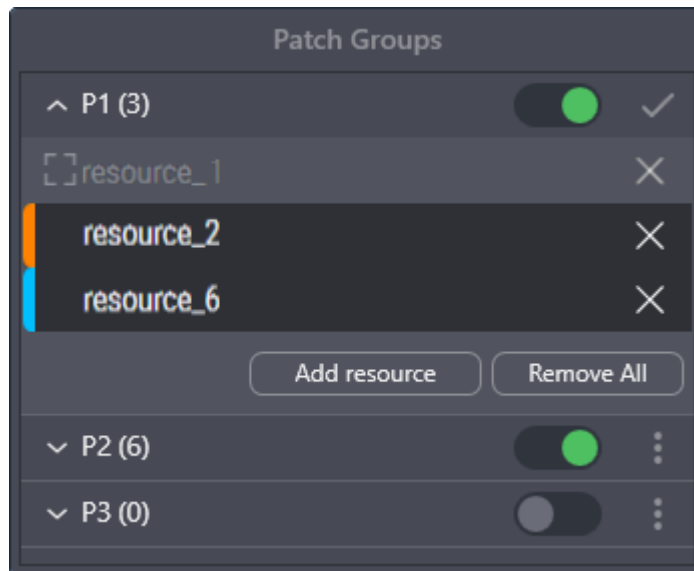 Patch Groups
P1 (3)
resource_1
resource_2
resource_6
Add resource Remove All
P2 (6)
P3 (0)